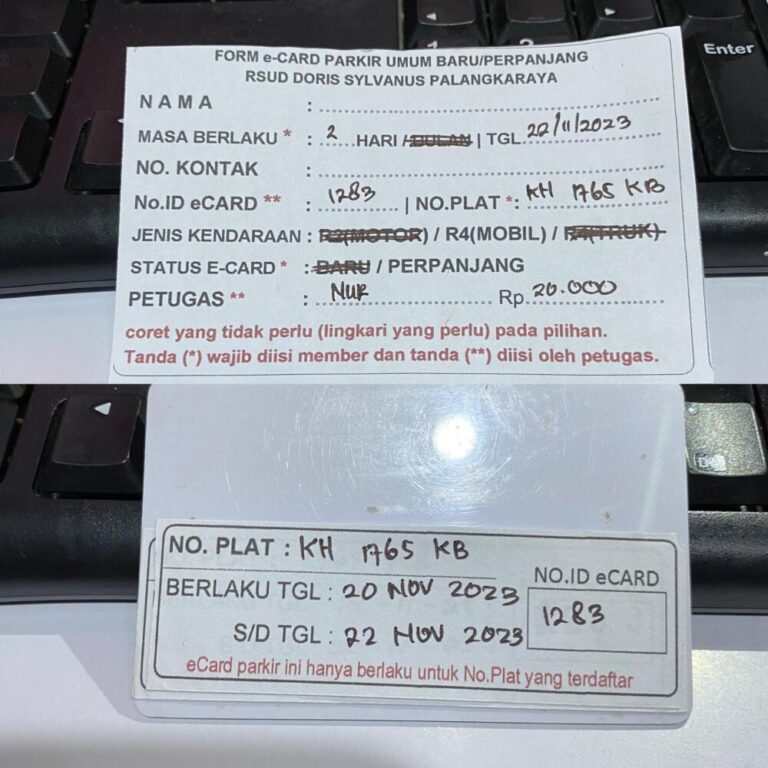 Enter
FORM e-CARD PARKIR UMUM BARU/PERPANJANG
RSUD DORIS SYLVANUS PALANGKARAYA
NAMA :
MASA BERLAKU * : 2 HARI /BULAN | TGL. 22/11/2023
NO. KONTAK :
No.ID eCARD ** : 1283 | NO.PLAT *: KH 1765 KB
JENIS KENDARAAN : R2(MOTOR) / R4(MOBIL) / R4(TRUK)
STATUS E-CARD * : BARU / PERPANJANG
PETUGAS ** : NUR Rp. 20.000
coret yang tidak perlu (lingkari yang perlu) pada pilihan.
Tanda (*) wajib diisi member dan tanda (**) diisi oleh petugas.
NO. PLAT : KH 1765 KB
BERLAKU TGL : 20 NOV 2023
S/D TGL : 22 NOV 2023
NO.ID eCARD
1283
eCard parkir ini hanya berlaku untuk No.Plat yang terdaftar